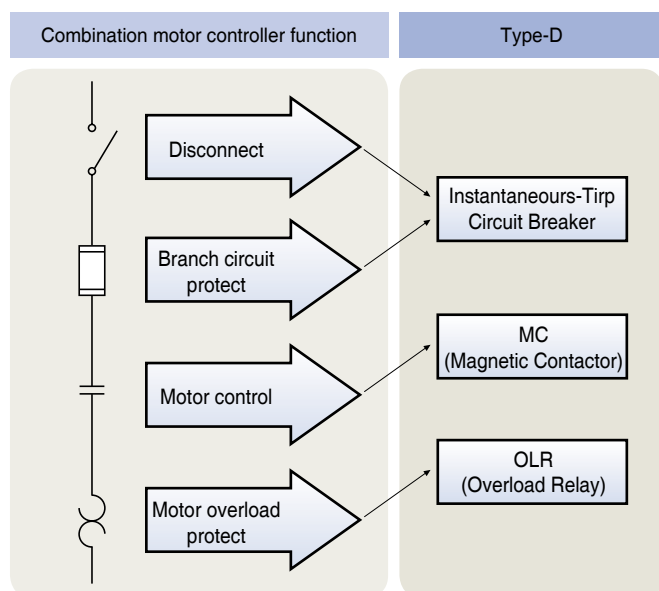 Combination motor controller function
Type-D
Disconnect
Instantaneours-Tirp
Circuit Breaker
Branch circuit
protect
MC
(Magnetic Contactor)
Motor control
OLR
(Overload Relay)
Motor overload
protect